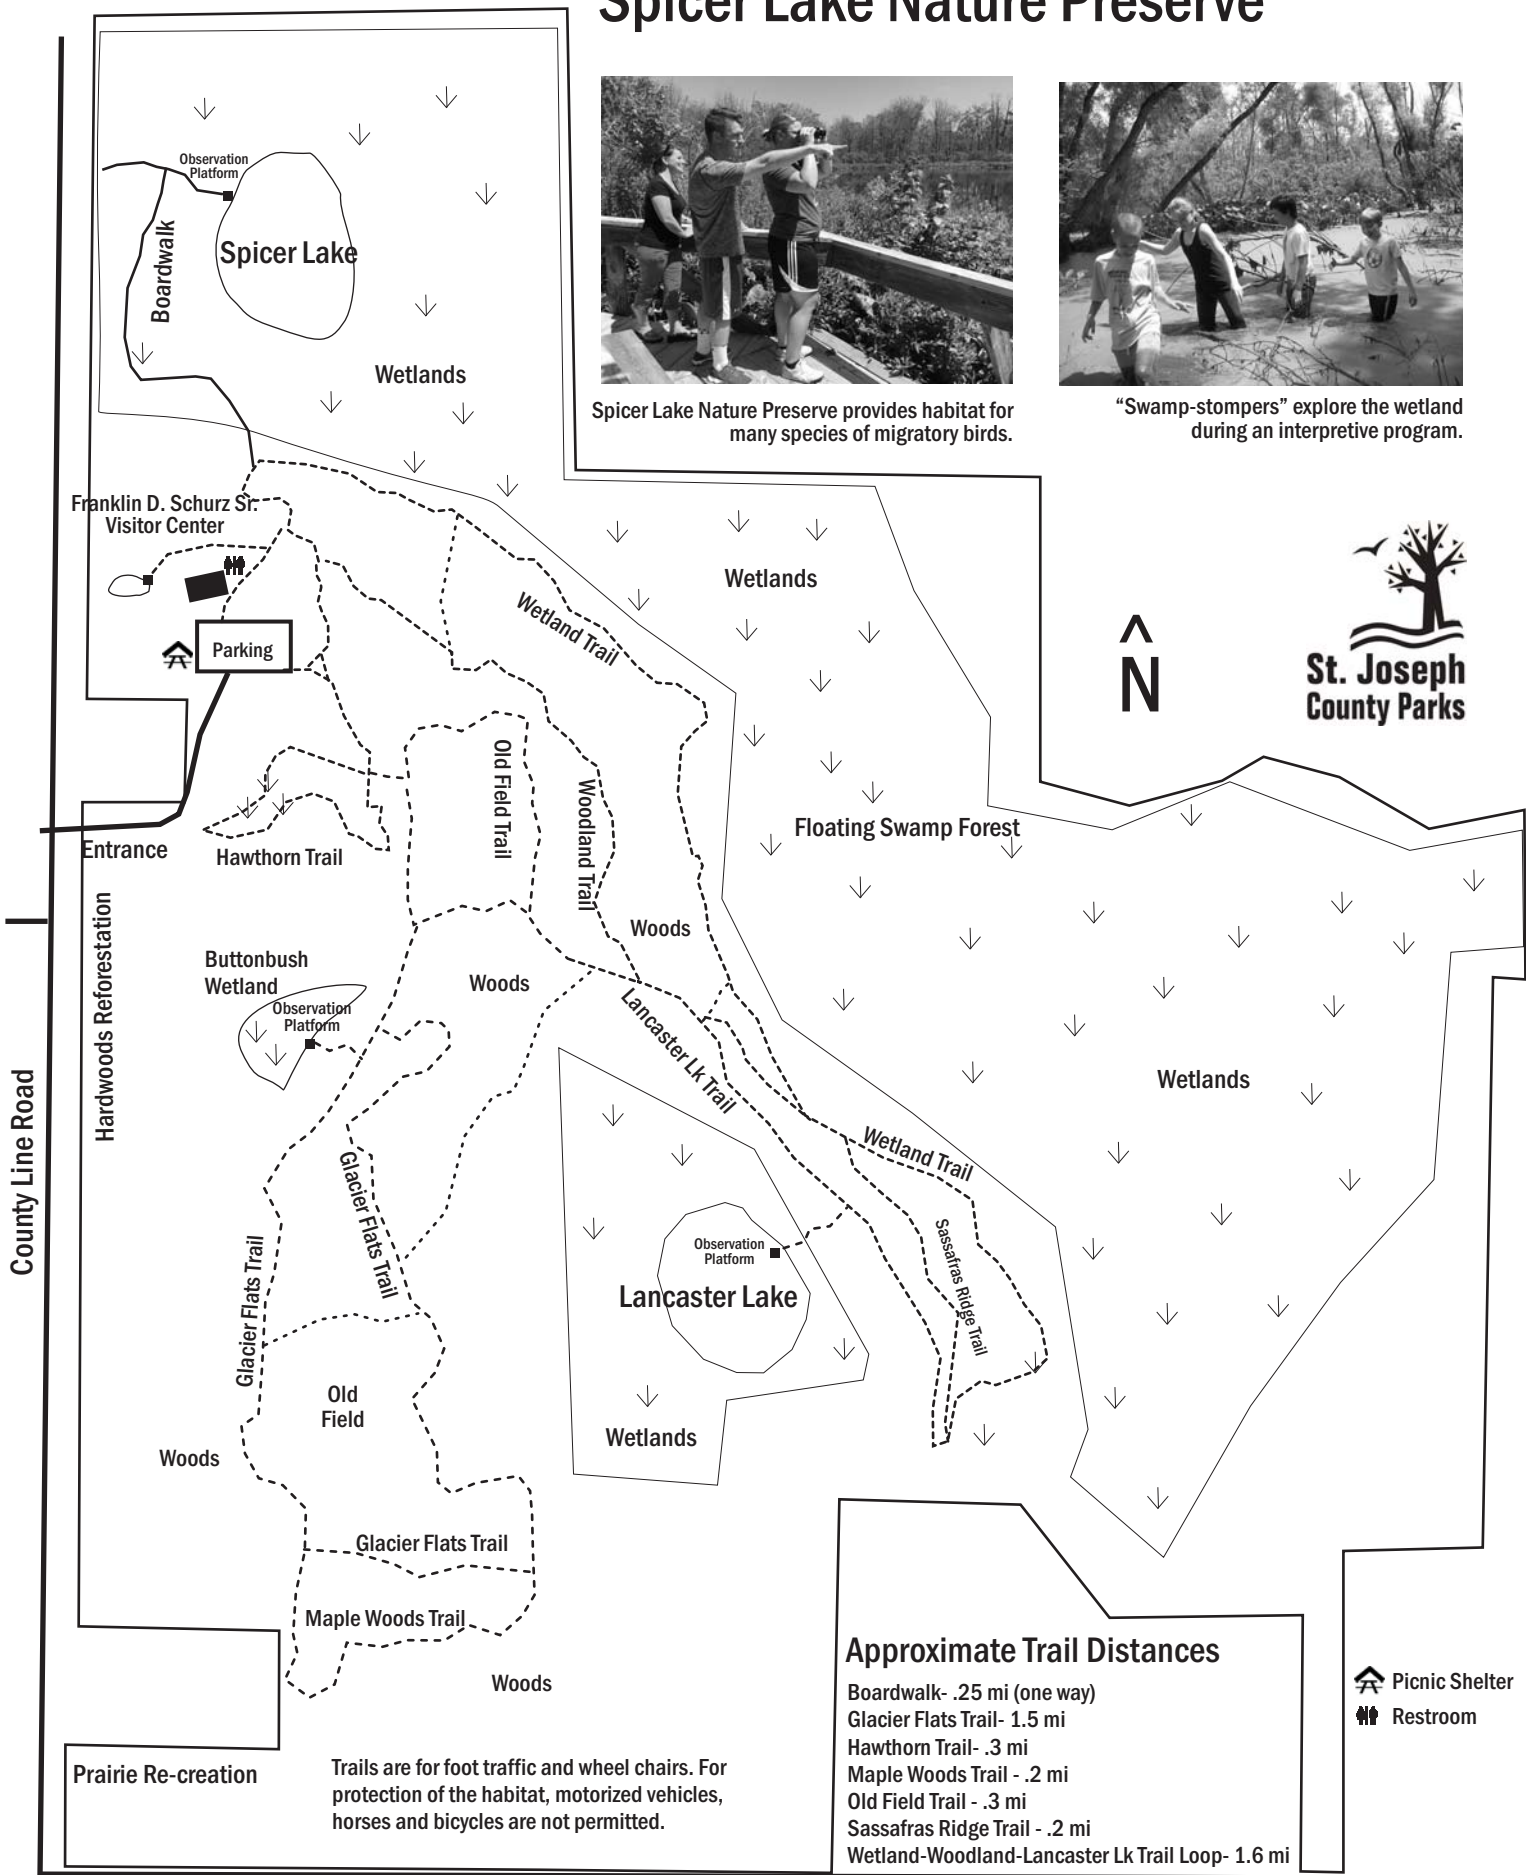 Spicer Lake Nature Preserve
Observation
Platform
Spicer Lake
Boardwalk
Wetlands
Spicer Lake Nature Preserve provides habitat for
many species of migratory birds.
“Swamp-stompers” explore the wetland
during an interpretive program.
Franklin D. Schurz Sr.
Visitor Center
Parking
Wetlands
Wetland Trail
^
N
St. Joseph
County Parks
Old Field Trail
Woodland Trail
Floating Swamp Forest
Entrance
Hawthorn Trail
Hardwoods Reforestation
Woods
Buttonbush
Wetland
Observation
Platform
Woods
Lancaster Lk Trail
County Line Road
Wetlands
Wetland Trail
Glacier Flats Trail
Glacier Flats Trail
Sassafras Ridge Trail
Observation
Platform
Lancaster Lake
Old
Field
Wetlands
Woods
Glacier Flats Trail
Maple Woods Trail
Woods
Approximate Trail Distances
Boardwalk- .25 mi (one way)
Glacier Flats Trail- 1.5 mi
Hawthorn Trail- .3 mi
Maple Woods Trail - .2 mi
Old Field Trail - .3 mi
Sassafras Ridge Trail - .2 mi
Wetland-Woodland-Lancaster Lk Trail Loop- 1.6 mi
Picnic Shelter
Restroom
Prairie Re-creation
Trails are for foot traffic and wheel chairs. For
protection of the habitat, motorized vehicles,
horses and bicycles are not permitted.